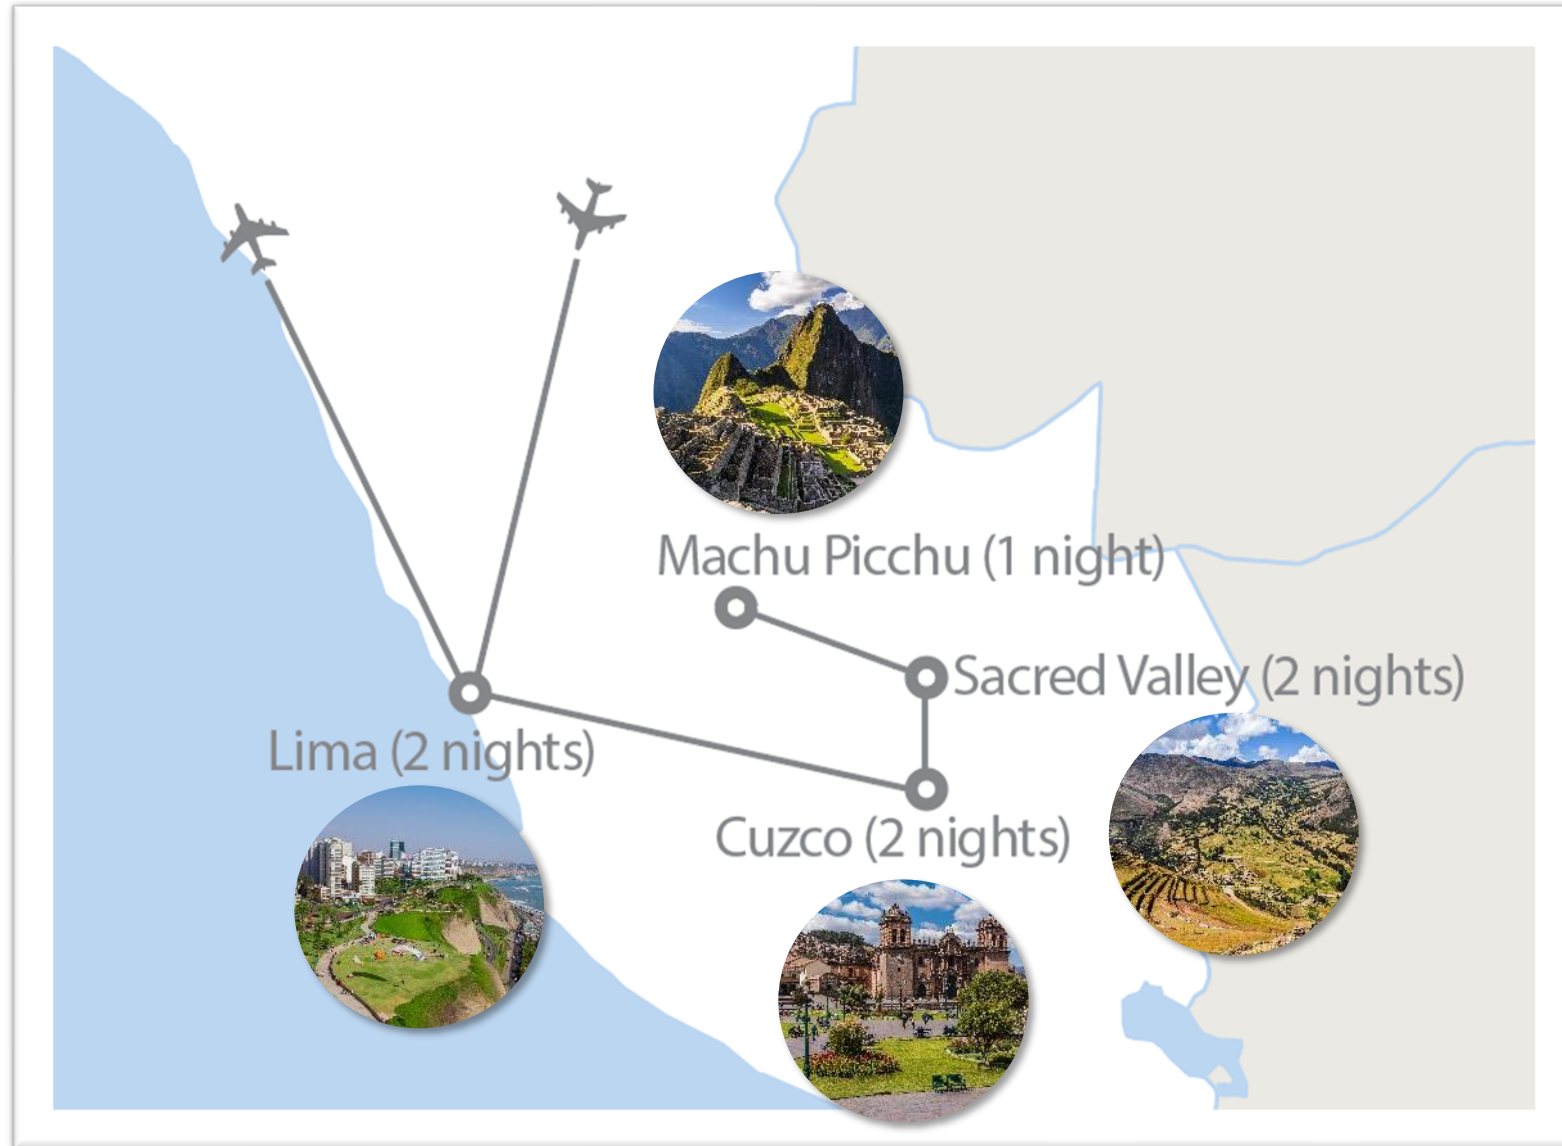 Machu Picchu (1 night)
Sacred Valley (2 nights)
Lima (2 nights)
Cuzco (2 nights)